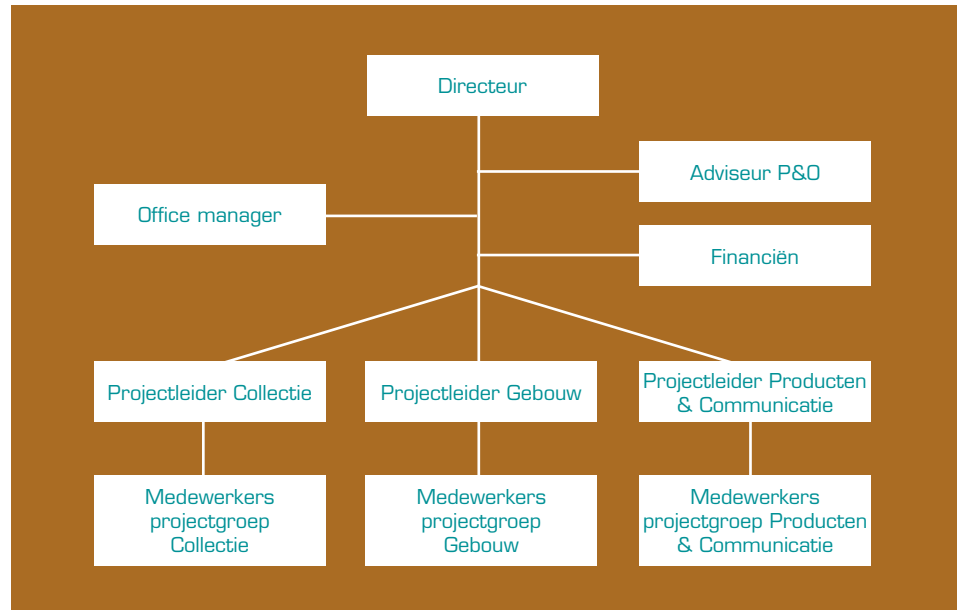 Directeur
Adviseur P&O
Office manager
Financiën
Projectleider Collectie
Projectleider Gebouw
Projectleider Producten
& Communicatie
Medewerkers
projectgroep
Collectie
Medewerkers
projectgroep
Gebouw
Medewerkers
projectgroep Producten
& Communicatie